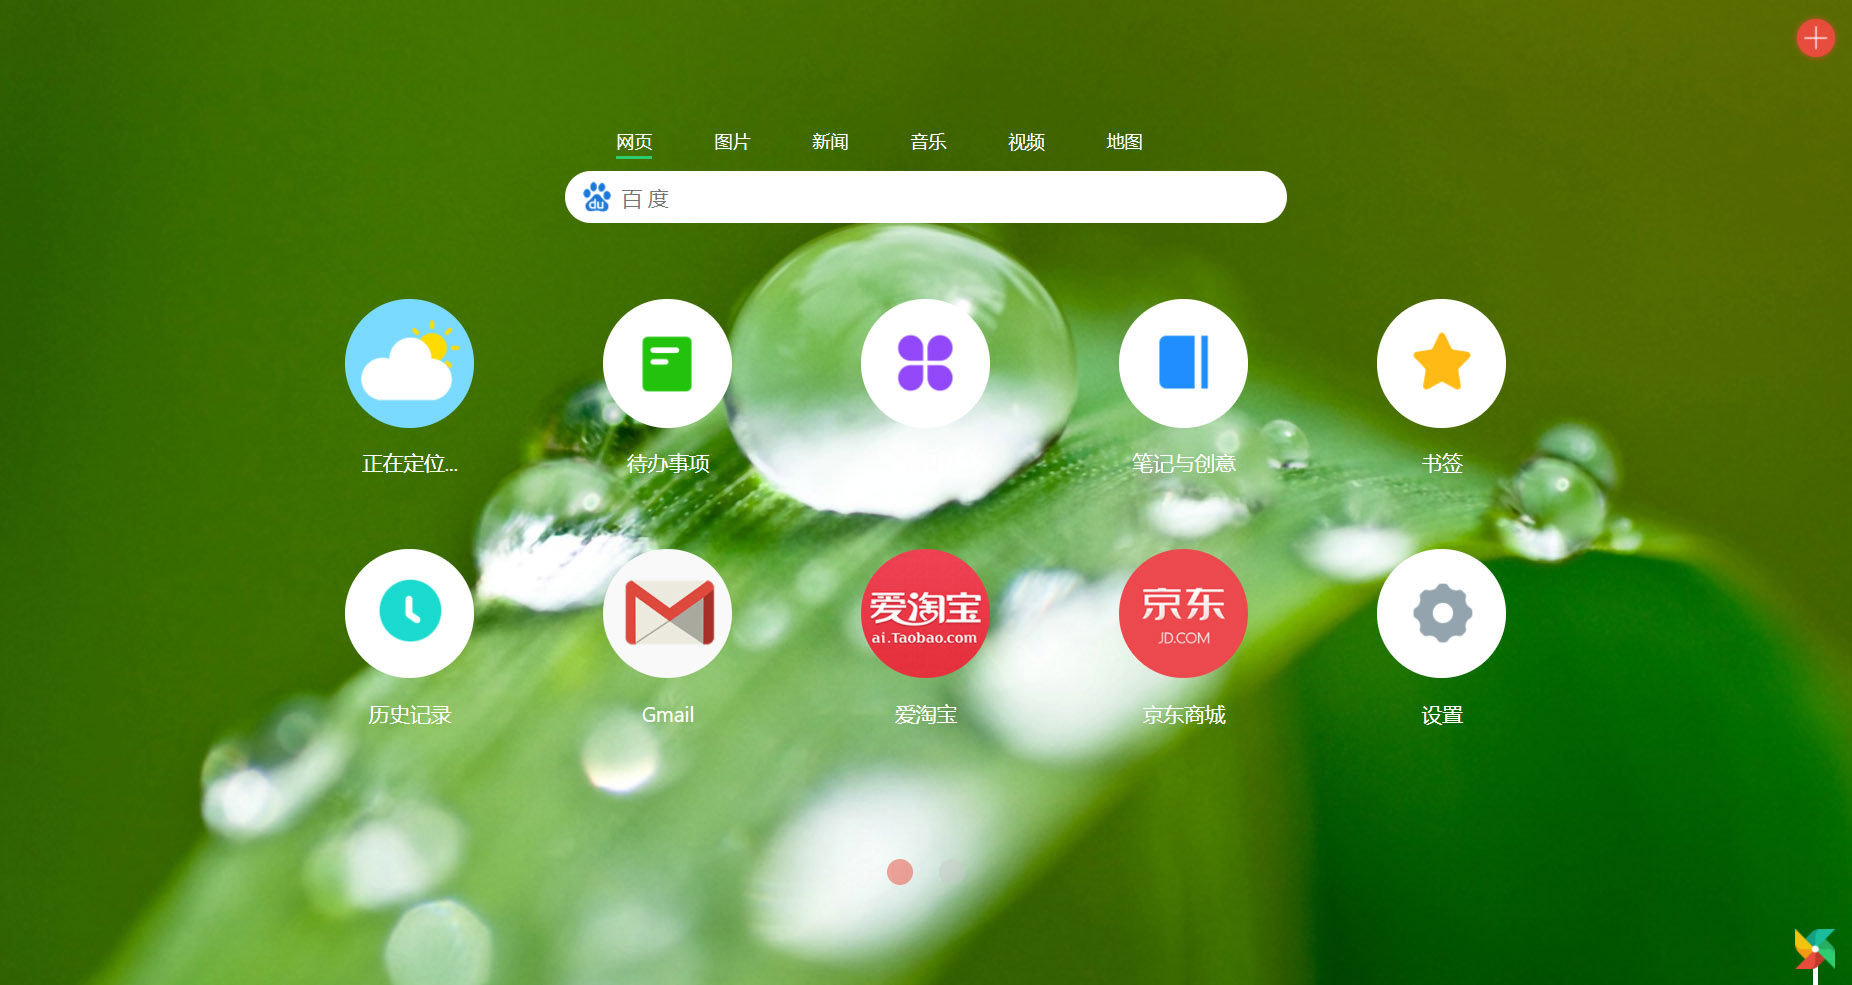 网页 图片 新闻 音乐 视频 地图
du 百度
正在定位... 待办事项 笔记与创意 书签
爱淘宝
ai.Taobao.com
京东
JD.COM
历史记录 Gmail 爱淘宝 京东商城 设置